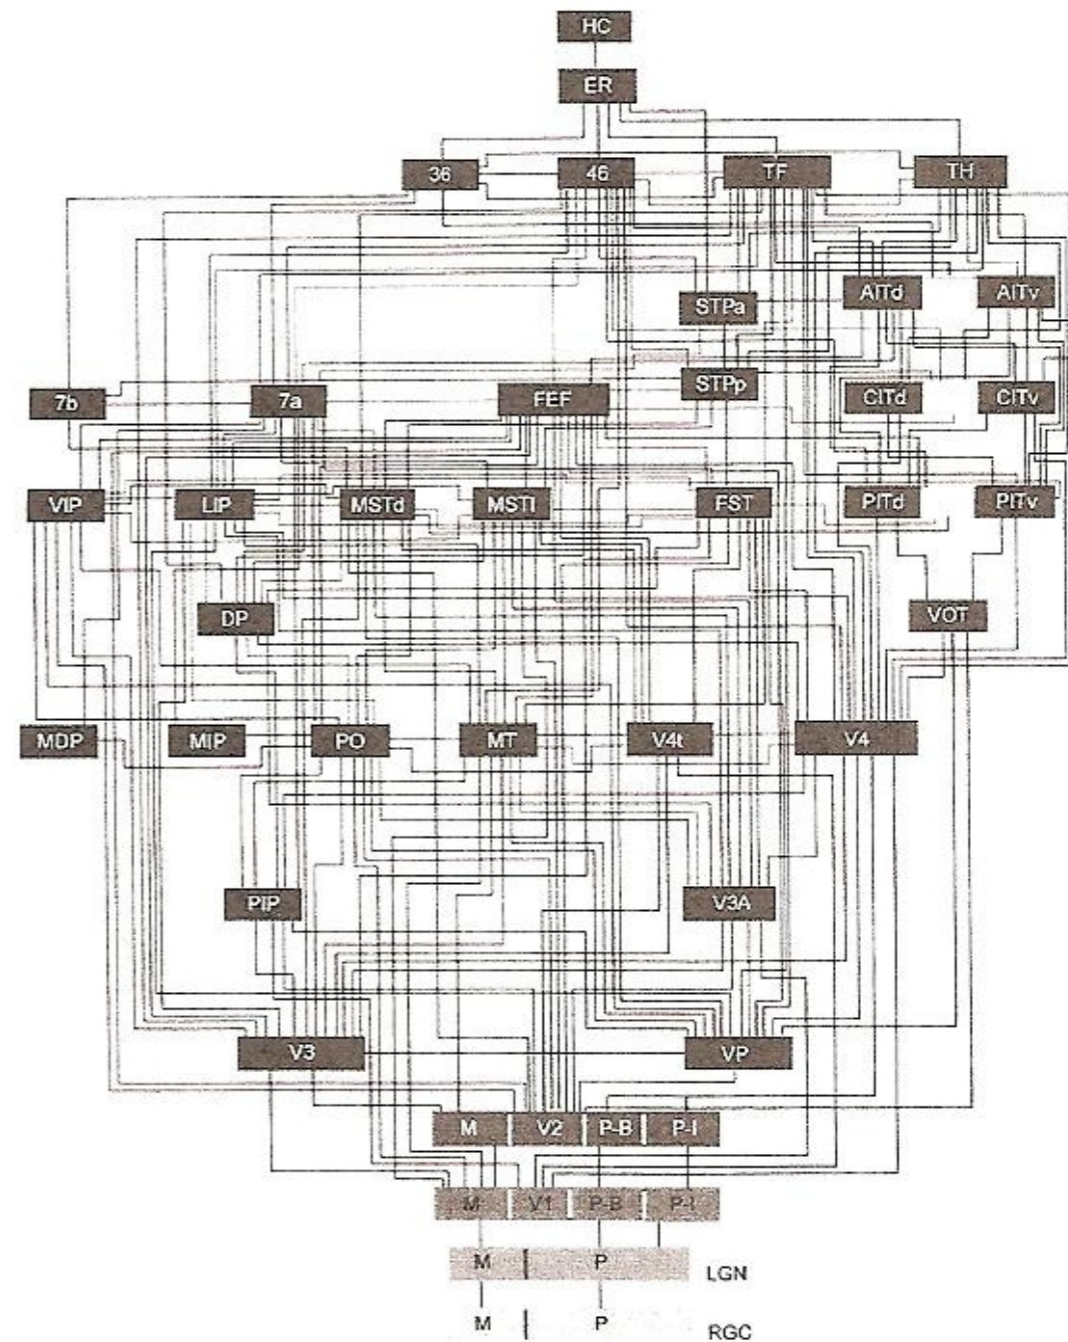 HC
ER
36 46 TF TH
STPa AITd AITv
7b 7a FEF STPp CITd CITv
VIP LIP MSTd MSTl FST PITd PITv
DP VOT
MDP MIP PO MT V4t V4
PIP V3A
V3 VP
M V2 P-B P-I
M V1 P-B P-I
M P LGN
M P RGC